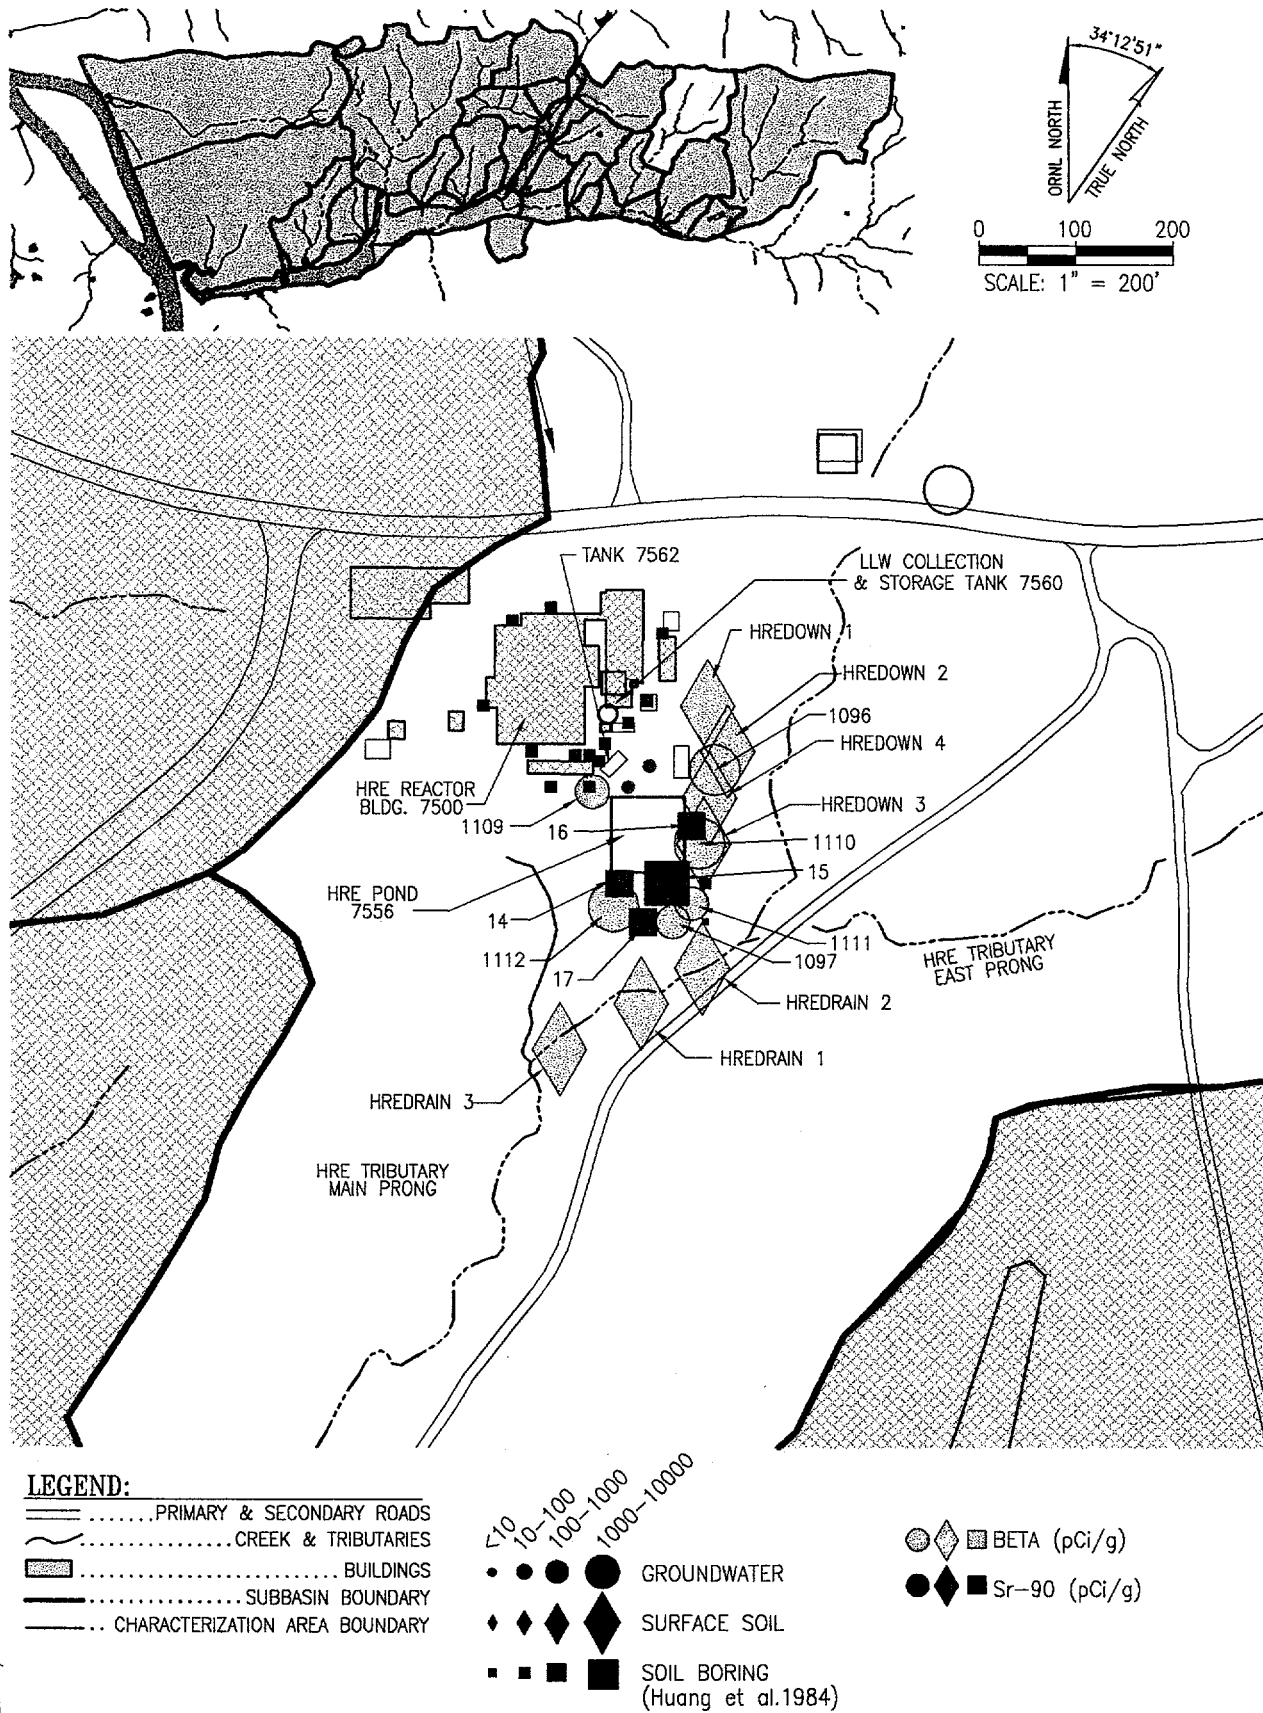 34°12'51"
ORNL NORTH
TRUE NORTH
0 100 200
SCALE: 1" = 200'
TANK 7562
LLW COLLECTION
& STORAGE TANK 7560
HREDOWN 1
HREDOWN 2
1096
HREDOWN 4
HRE REACTOR
BLDG. 7500
HREDOWN 3
1109
16
1110
15
HRE POND
7556
14
1111
1112
1097
17
HRE TRIBUTARY
EAST PRONG
HREDRAIN 2
HREDRAIN 1
HREDRAIN 3
HRE TRIBUTARY
MAIN PRONG
LEGEND:
.......PRIMARY & SECONDARY ROADS
...............CREEK & TRIBUTARIES
............................BUILDINGS
..................SUBBASIN BOUNDARY
.. CHARACTERIZATION AREA BOUNDARY
<10
10-100
100-1000
1000-10000
GROUNDWATER
SURFACE SOIL
SOIL BORING
(Huang et al.1984)
BETA (pCi/g)
Sr-90 (pCi/g)